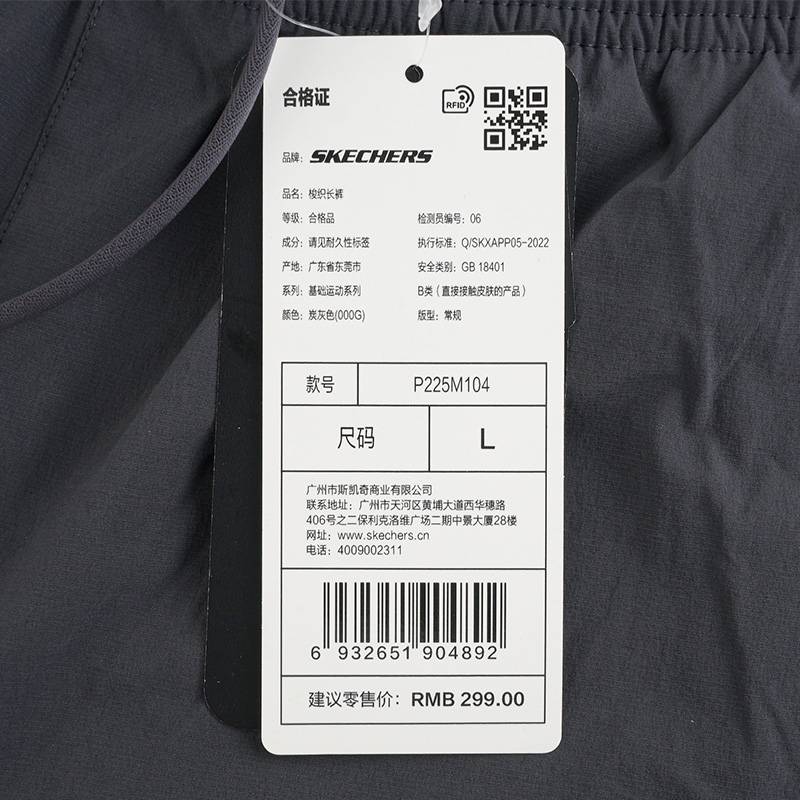 合格证
RFID
品牌: SKECHERS
品名: 梭织长裤
等级: 合格品 检测员编号: 06
成分: 请见耐久性标签 执行标准: Q/SKXAPP05-2022
产地: 广东省东莞市 安全类别: GB 18401
系列: 基础运动系列 B类（直接接触皮肤的产品）
颜色: 炭灰色(000G) 版型: 常规
款号 P225M104
尺码 L
广州市斯凯奇商业有限公司
联系地址: 广州市天河区黄埔大道西华穗路
406号之二保利克洛维广场二期中景大厦28楼
网址: www.skechers.cn
电话: 4009002311
6 932651 904892
建议零售价: RMB 299.00